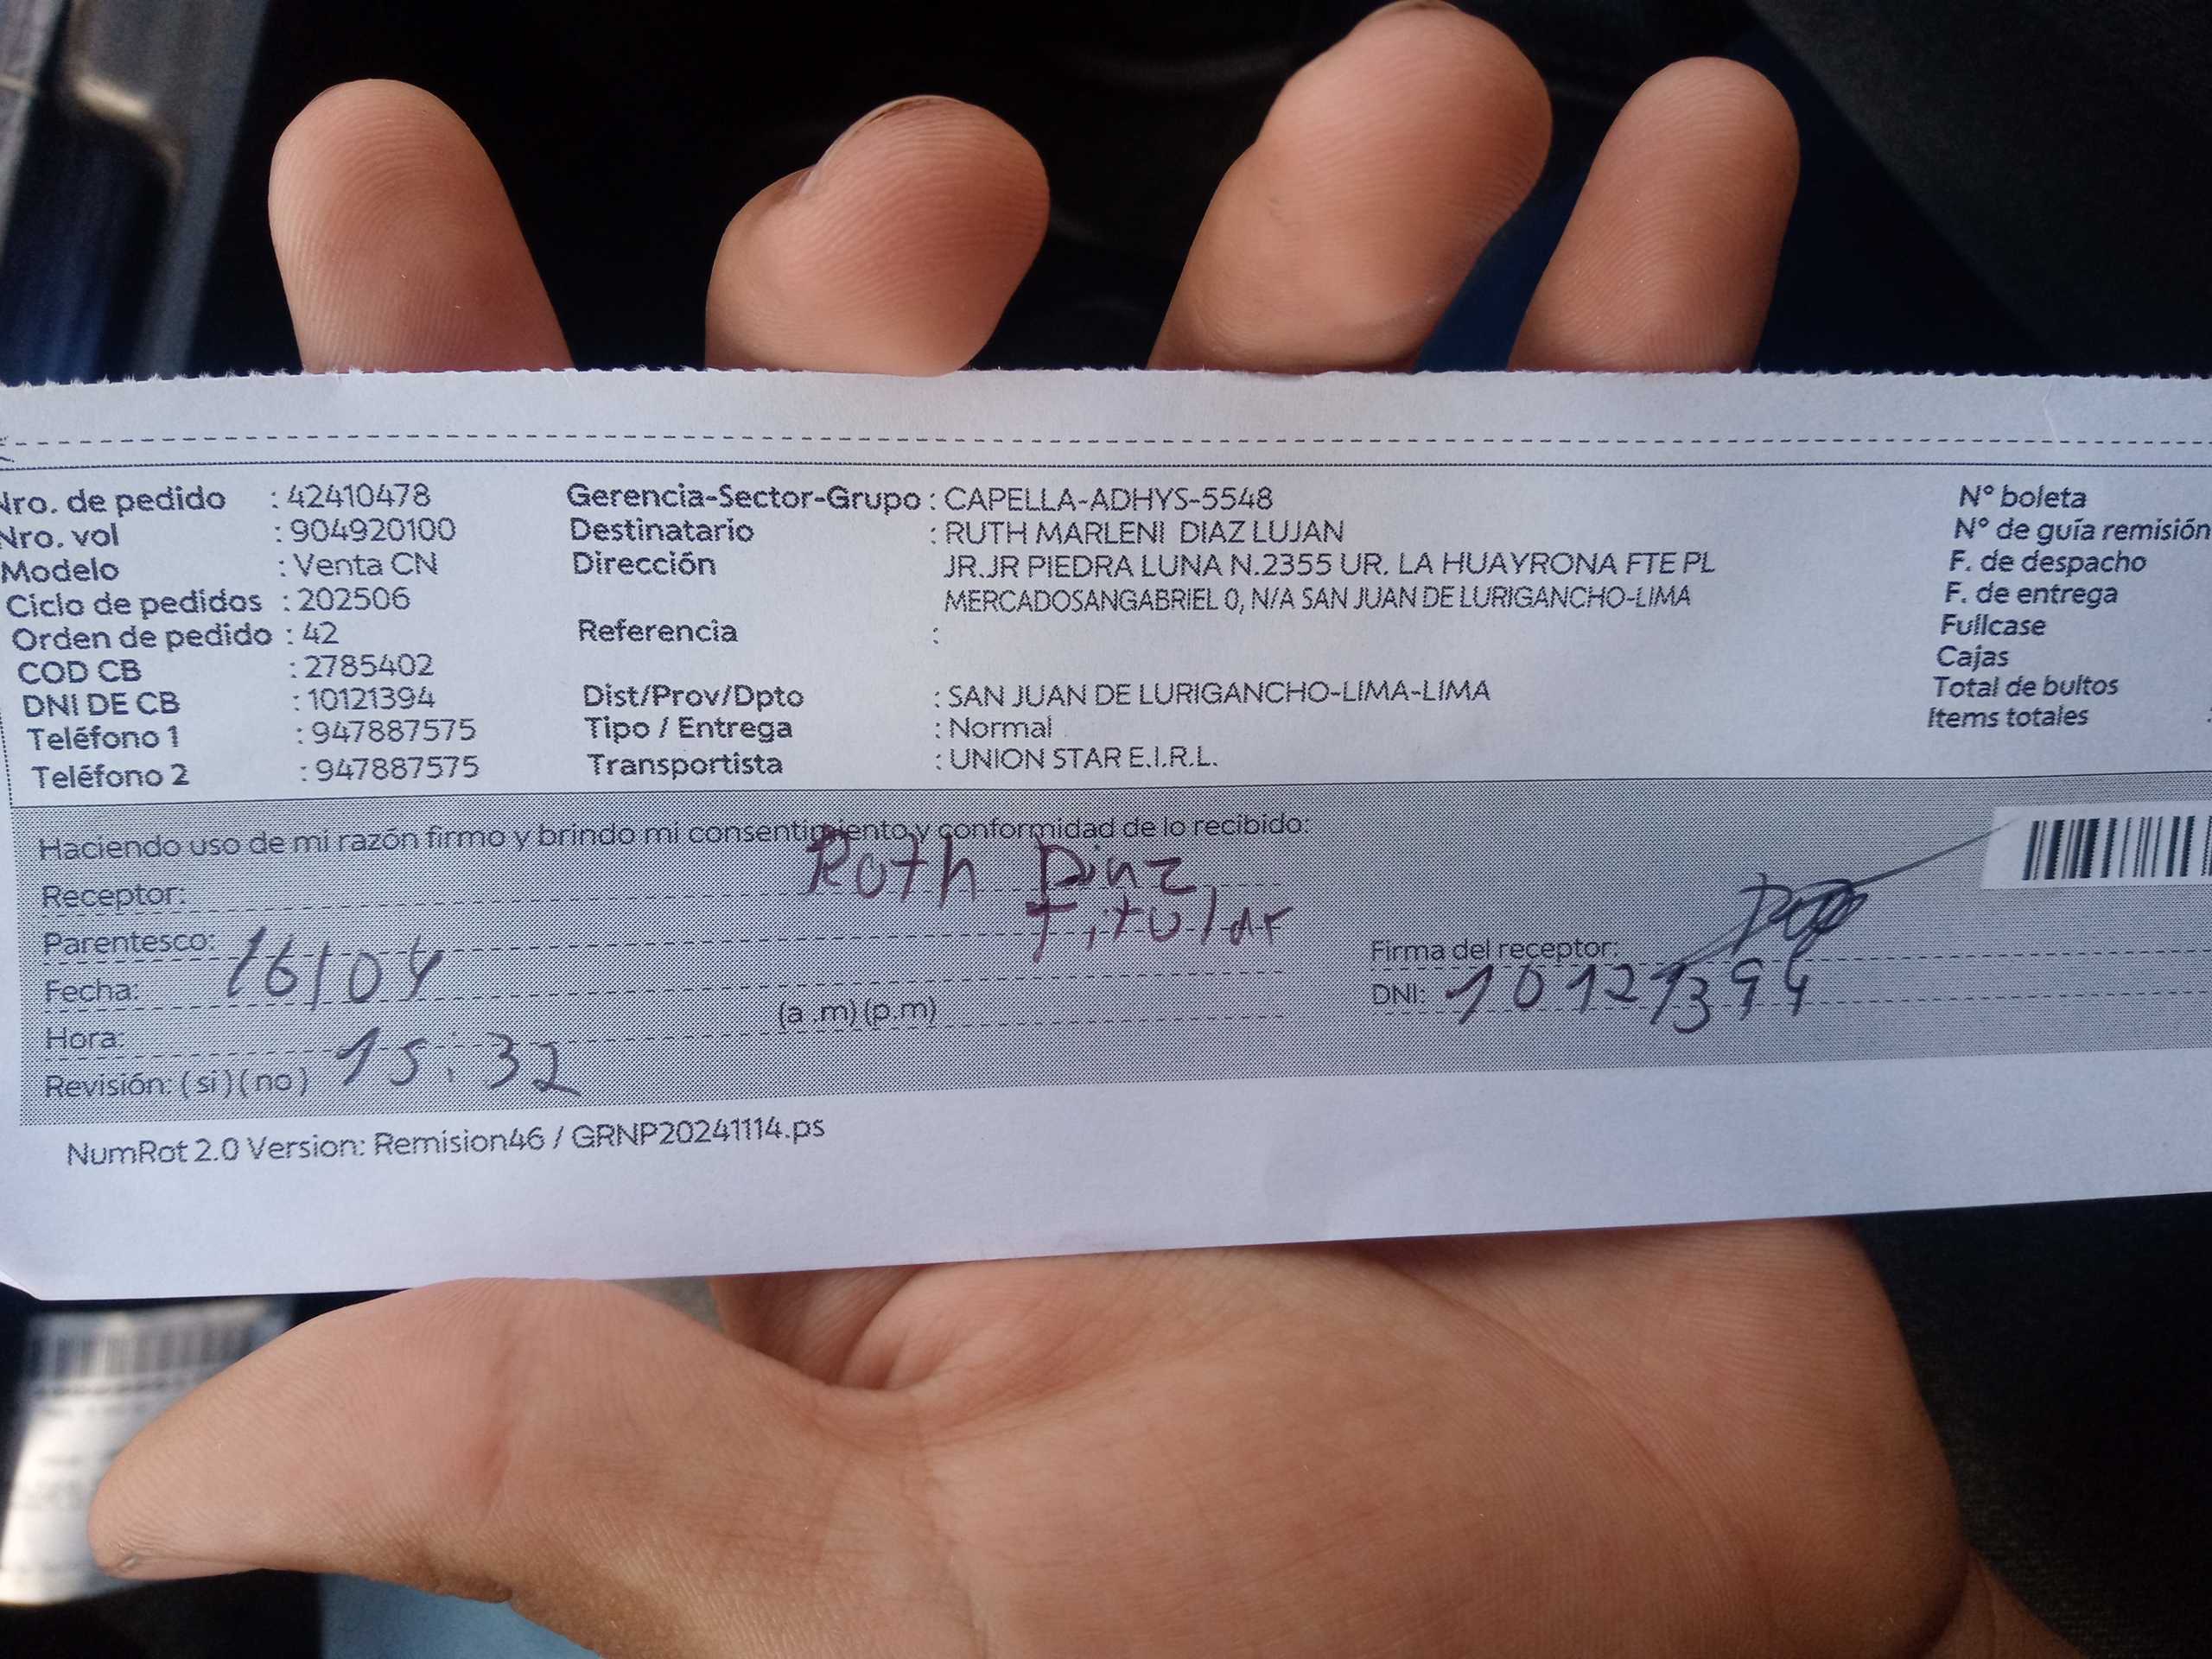 Nro. de pedido : 42410478 Gerencia-Sector-Grupo : CAPELLA-ADHYS-5548 N° boleta
Nro. vol : 904920100 Destinatario : RUTH MARLENI DIAZ LUJAN N° de guía remisión
Modelo : Venta CN Dirección JR.JR PIEDRA LUNA N.2355 UR. LA HUAYRONA FTE PL F. de despacho
Ciclo de pedidos : 202506 MERCADOSANGABRIEL 0, N/A SAN JUAN DE LURIGANCHO-LIMA F. de entrega
Orden de pedido : 42 Referencia : Fullcase
COD CB : 2785402 Cajas
DNI DE CB : 10121394 Dist/Prov/Dpto : SAN JUAN DE LURIGANCHO-LIMA-LIMA Total de bultos
Teléfono 1 : 947887575 Tipo / Entrega : Normal Items totales :
Teléfono 2 : 947887575 Transportista : UNION STAR E.I.R.L.
Haciendo uso de mi razón firmo y brindo mi consentimiento y conformidad de lo recibido:
Receptor: Ruth Diaz
Parentesco: Titular Firma del receptor:
Fecha: 16/04 DNI: 10121394
Hora: 15:32 (a .m) (p.m)
Revisión: ( si ) ( no )
NumRot 2.0 Version: Remision46 / GRNP20241114.ps